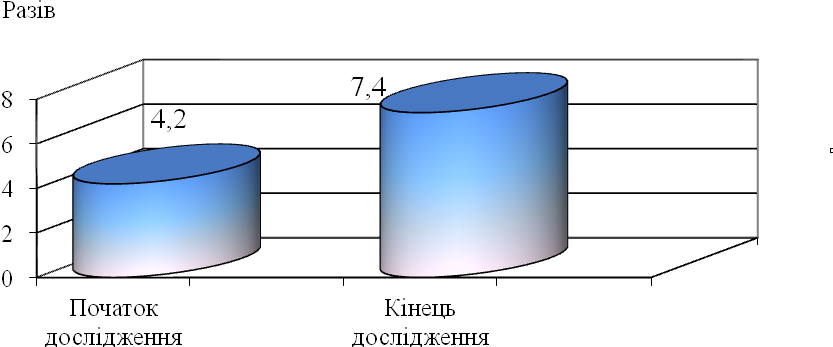 Разів
8
6
4
2
0
4,2
7,4
Початок
дослідження
Кінець
дослідження